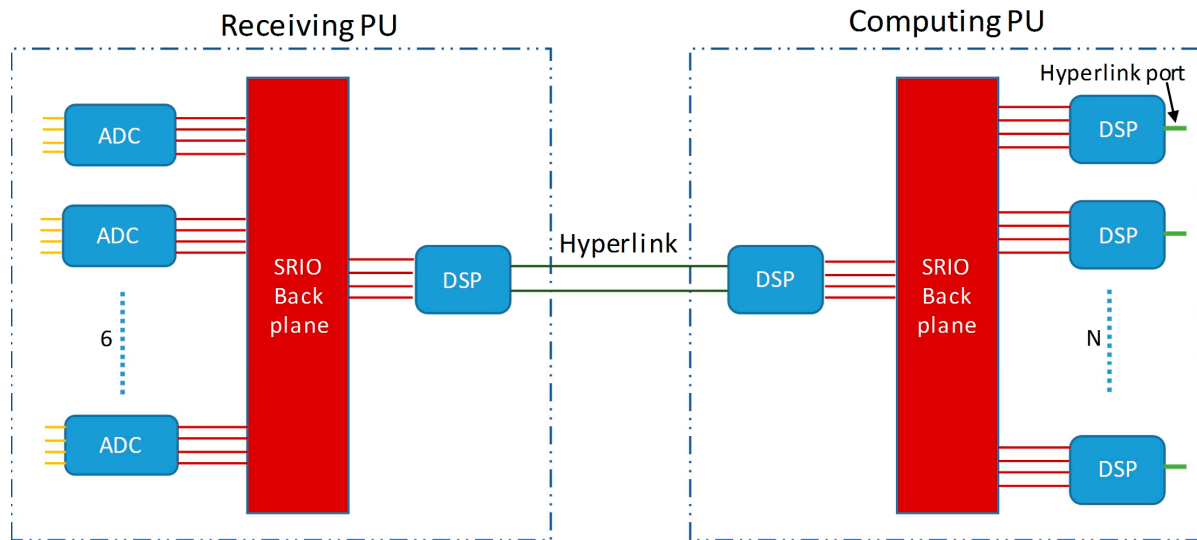 Receiving PU
Computing PU
Hyperlink port
ADC
ADC
6
ADC
SRIO
Back
plane
DSP
Hyperlink
DSP
SRIO
Back
plane
DSP
DSP
N
DSP